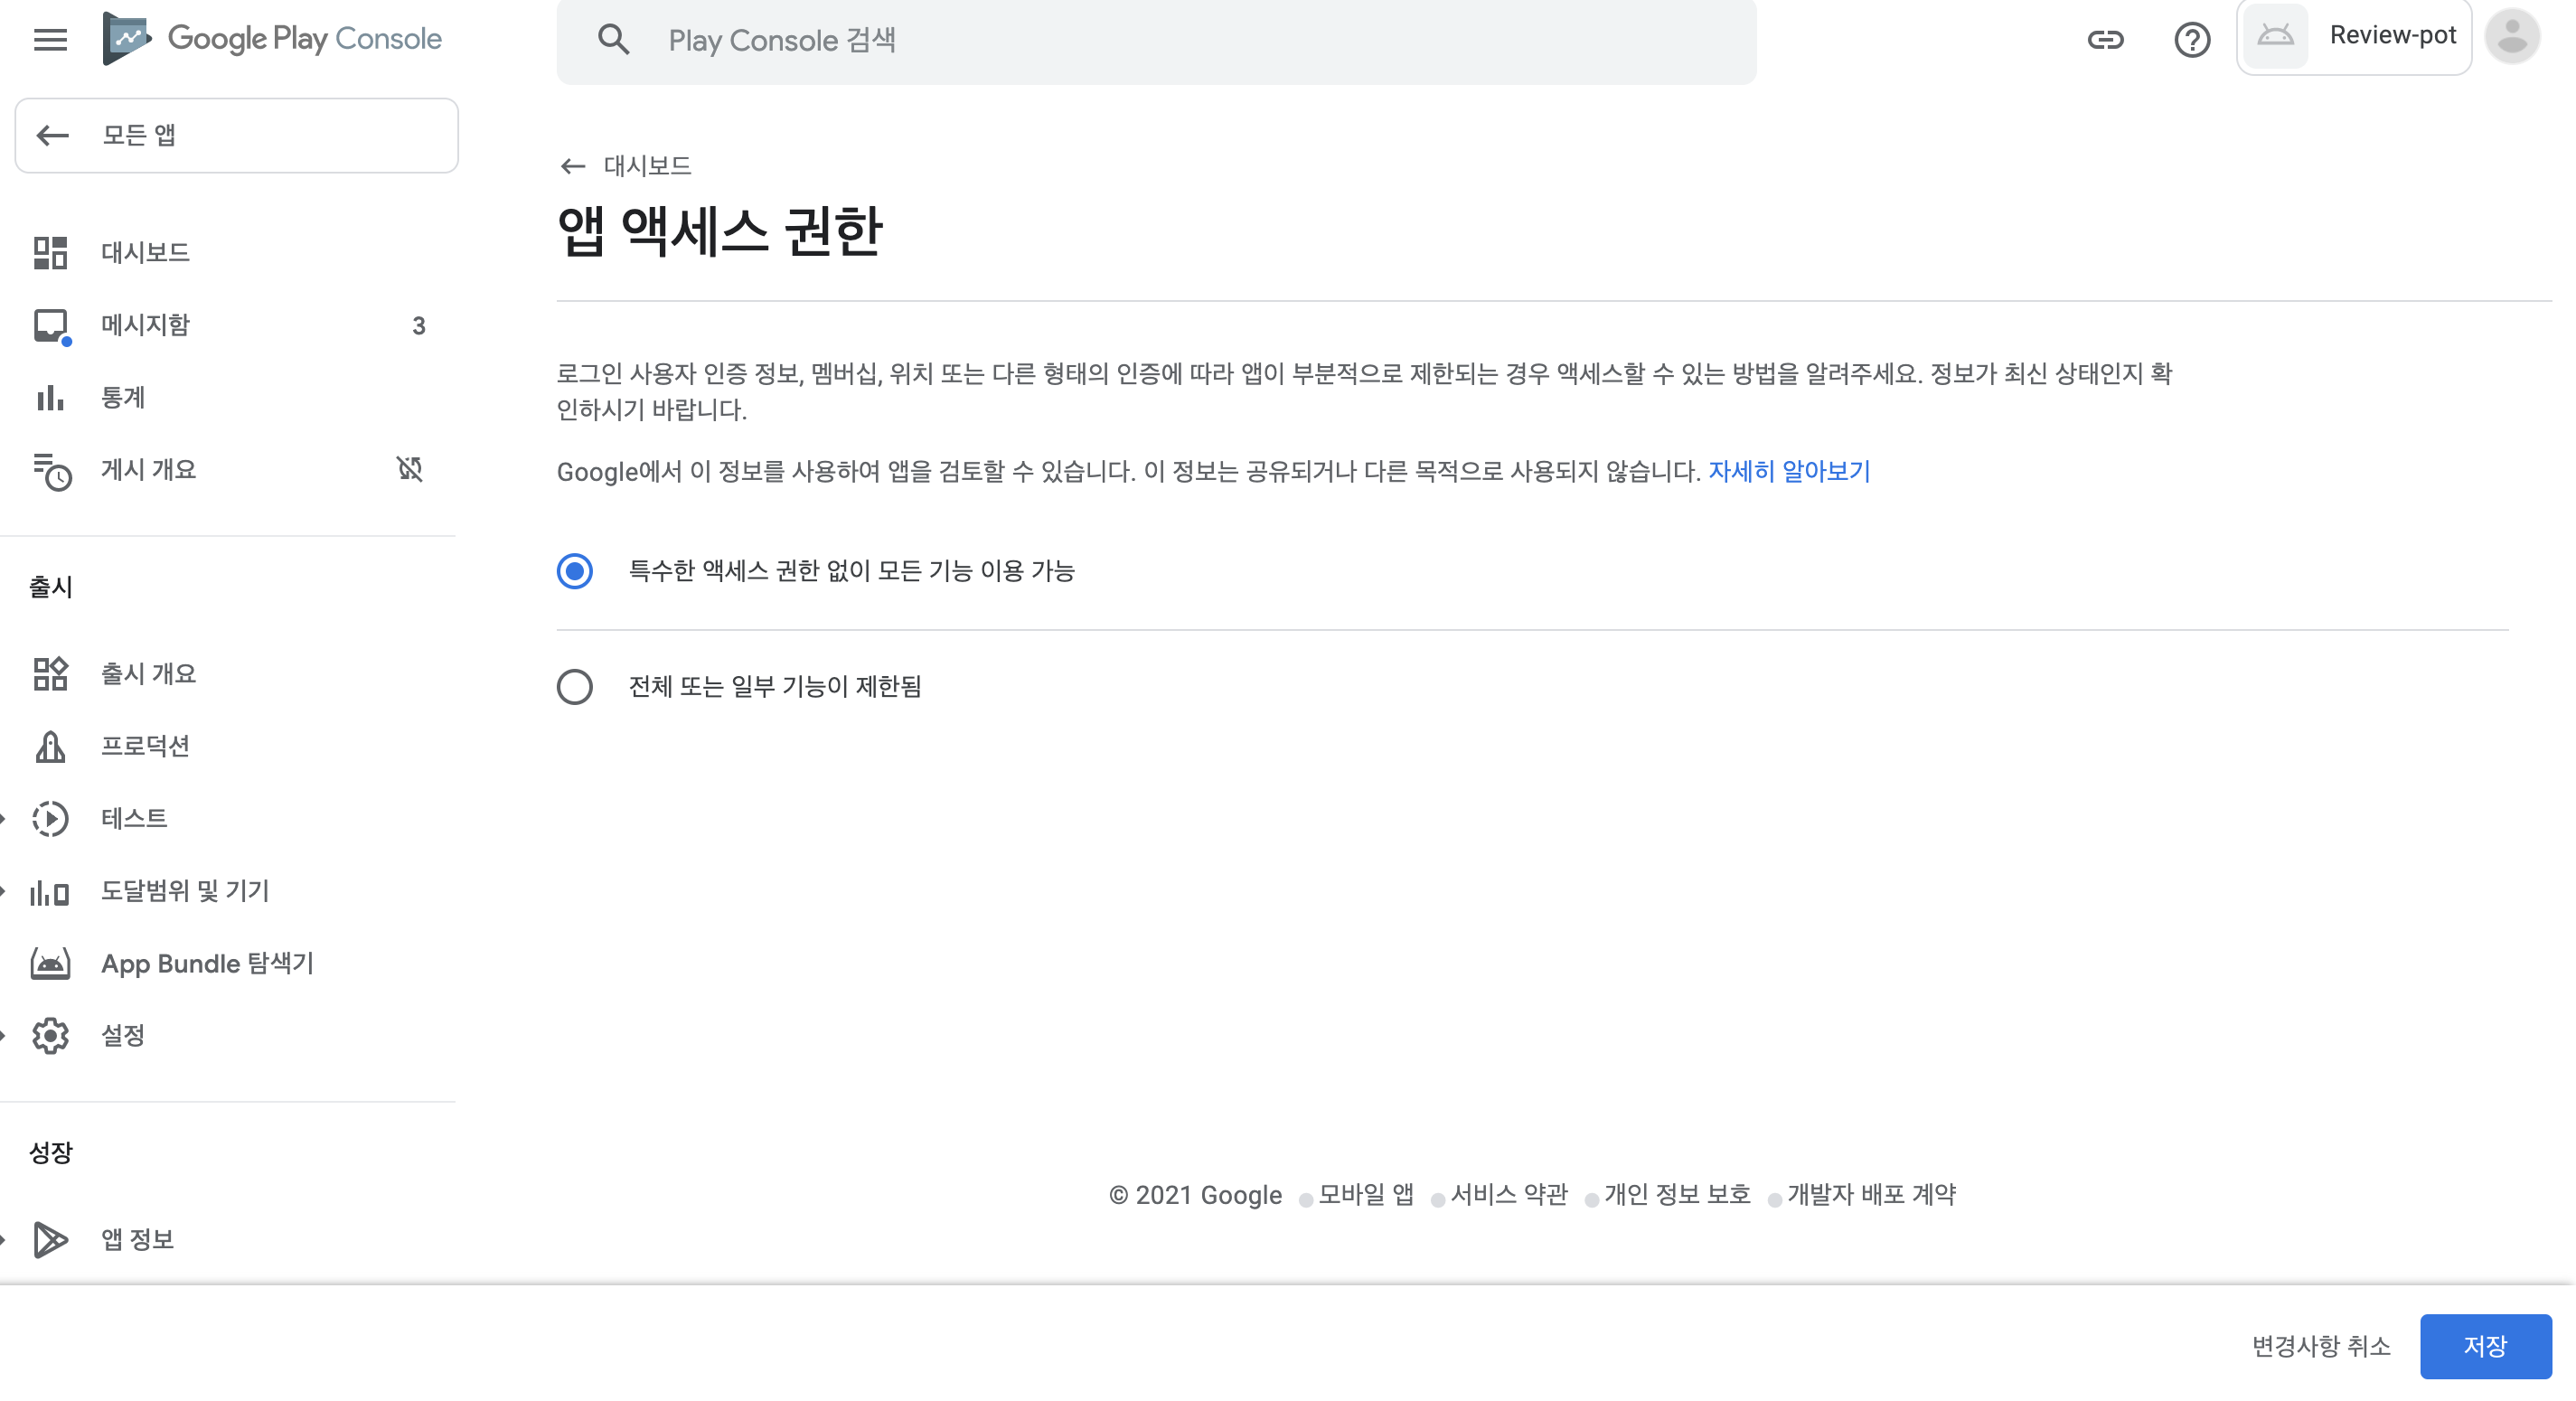 Google Play Console
Play Console 검색
Review-pot
모든 앱
대시보드
메시지함 3
통계
게시 개요
출시
출시 개요
프로덕션
테스트
도달범위 및 기기
App Bundle 탐색기
설정
성장
앱 정보
대시보드
앱 액세스 권한
로그인 사용자 인증 정보, 멤버십, 위치 또는 다른 형태의 인증에 따라 앱이 부분적으로 제한되는 경우 액세스할 수 있는 방법을 알려주세요. 정보가 최신 상태인지 확
인하시기 바랍니다.
Google에서 이 정보를 사용하여 앱을 검토할 수 있습니다. 이 정보는 공유되거나 다른 목적으로 사용되지 않습니다. 자세히 알아보기
특수한 액세스 권한 없이 모든 기능 이용 가능
전체 또는 일부 기능이 제한됨
© 2021 Google 모바일 앱 서비스 약관 개인 정보 보호 개발자 배포 계약
변경사항 취소 저장